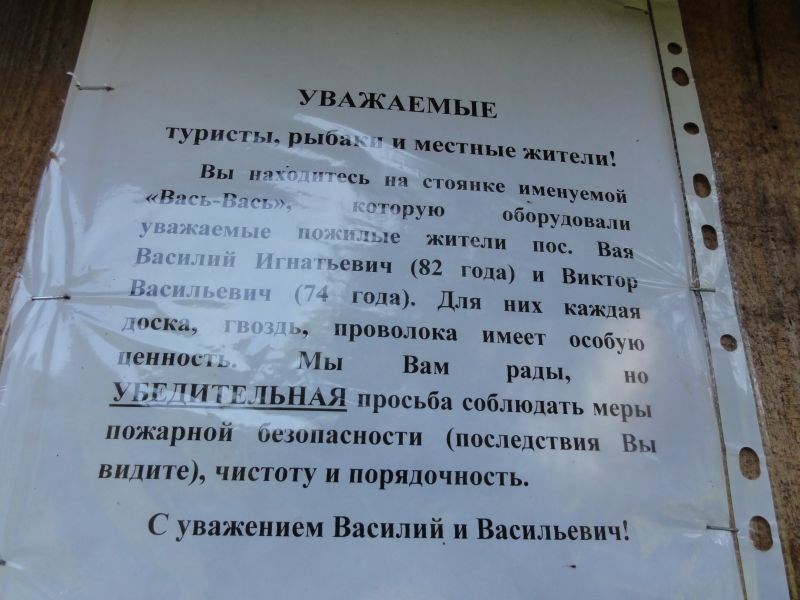 УВАЖАЕМЫЕ
туристы, рыбаки и местные жители!
Вы находитесь на стоянке именуемой
«Вась-Вась», которую оборудовали
уважаемые пожилые жители пос. Вая
Василий Игнатьевич (82 года) и Виктор
Васильевич (74 года). Для них каждая
доска, гвоздь, проволока имеет особую
ценность. Мы Вам рады, но
УБЕДИТЕЛЬНАЯ просьба соблюдать меры
пожарной безопасности (последствия Вы
видите), чистоту и порядочность.
С уважением Василий и Васильевич!